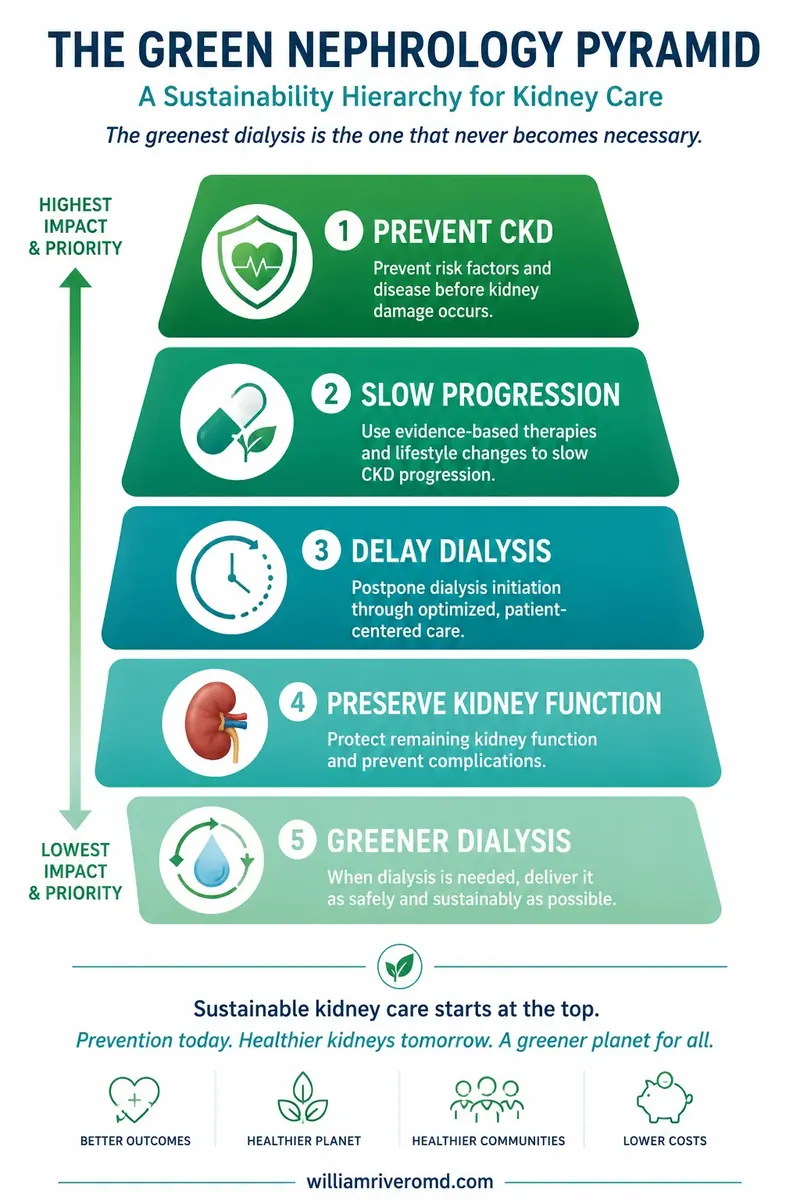 THE GREEN NEPHROLOGY PYRAMID
A Sustainability Hierarchy for Kidney Care
The greenest dialysis is the one that never becomes necessary.
HIGHEST
IMPACT
& PRIORITY
1 PREVENT CKD
Prevent risk factors and
disease before kidney
damage occurs.
2 SLOW PROGRESSION
Use evidence-based therapies
and lifestyle changes to slow
CKD progression.
3 DELAY DIALYSIS
Postpone dialysis initiation
through optimized, patient-
centered care.
4 PRESERVE KIDNEY FUNCTION
Protect remaining kidney function
and prevent complications.
5 GREENER DIALYSIS
When dialysis is needed, deliver it
as safely and sustainably as possible.
LOWEST
IMPACT
& PRIORITY
Sustainable kidney care starts at the top.
Prevention today. Healthier kidneys tomorrow. A greener planet for all.
BETTER OUTCOMES
HEALTHIER PLANET
HEALTHIER COMMUNITIES
LOWER COSTS
williamriveromd.com